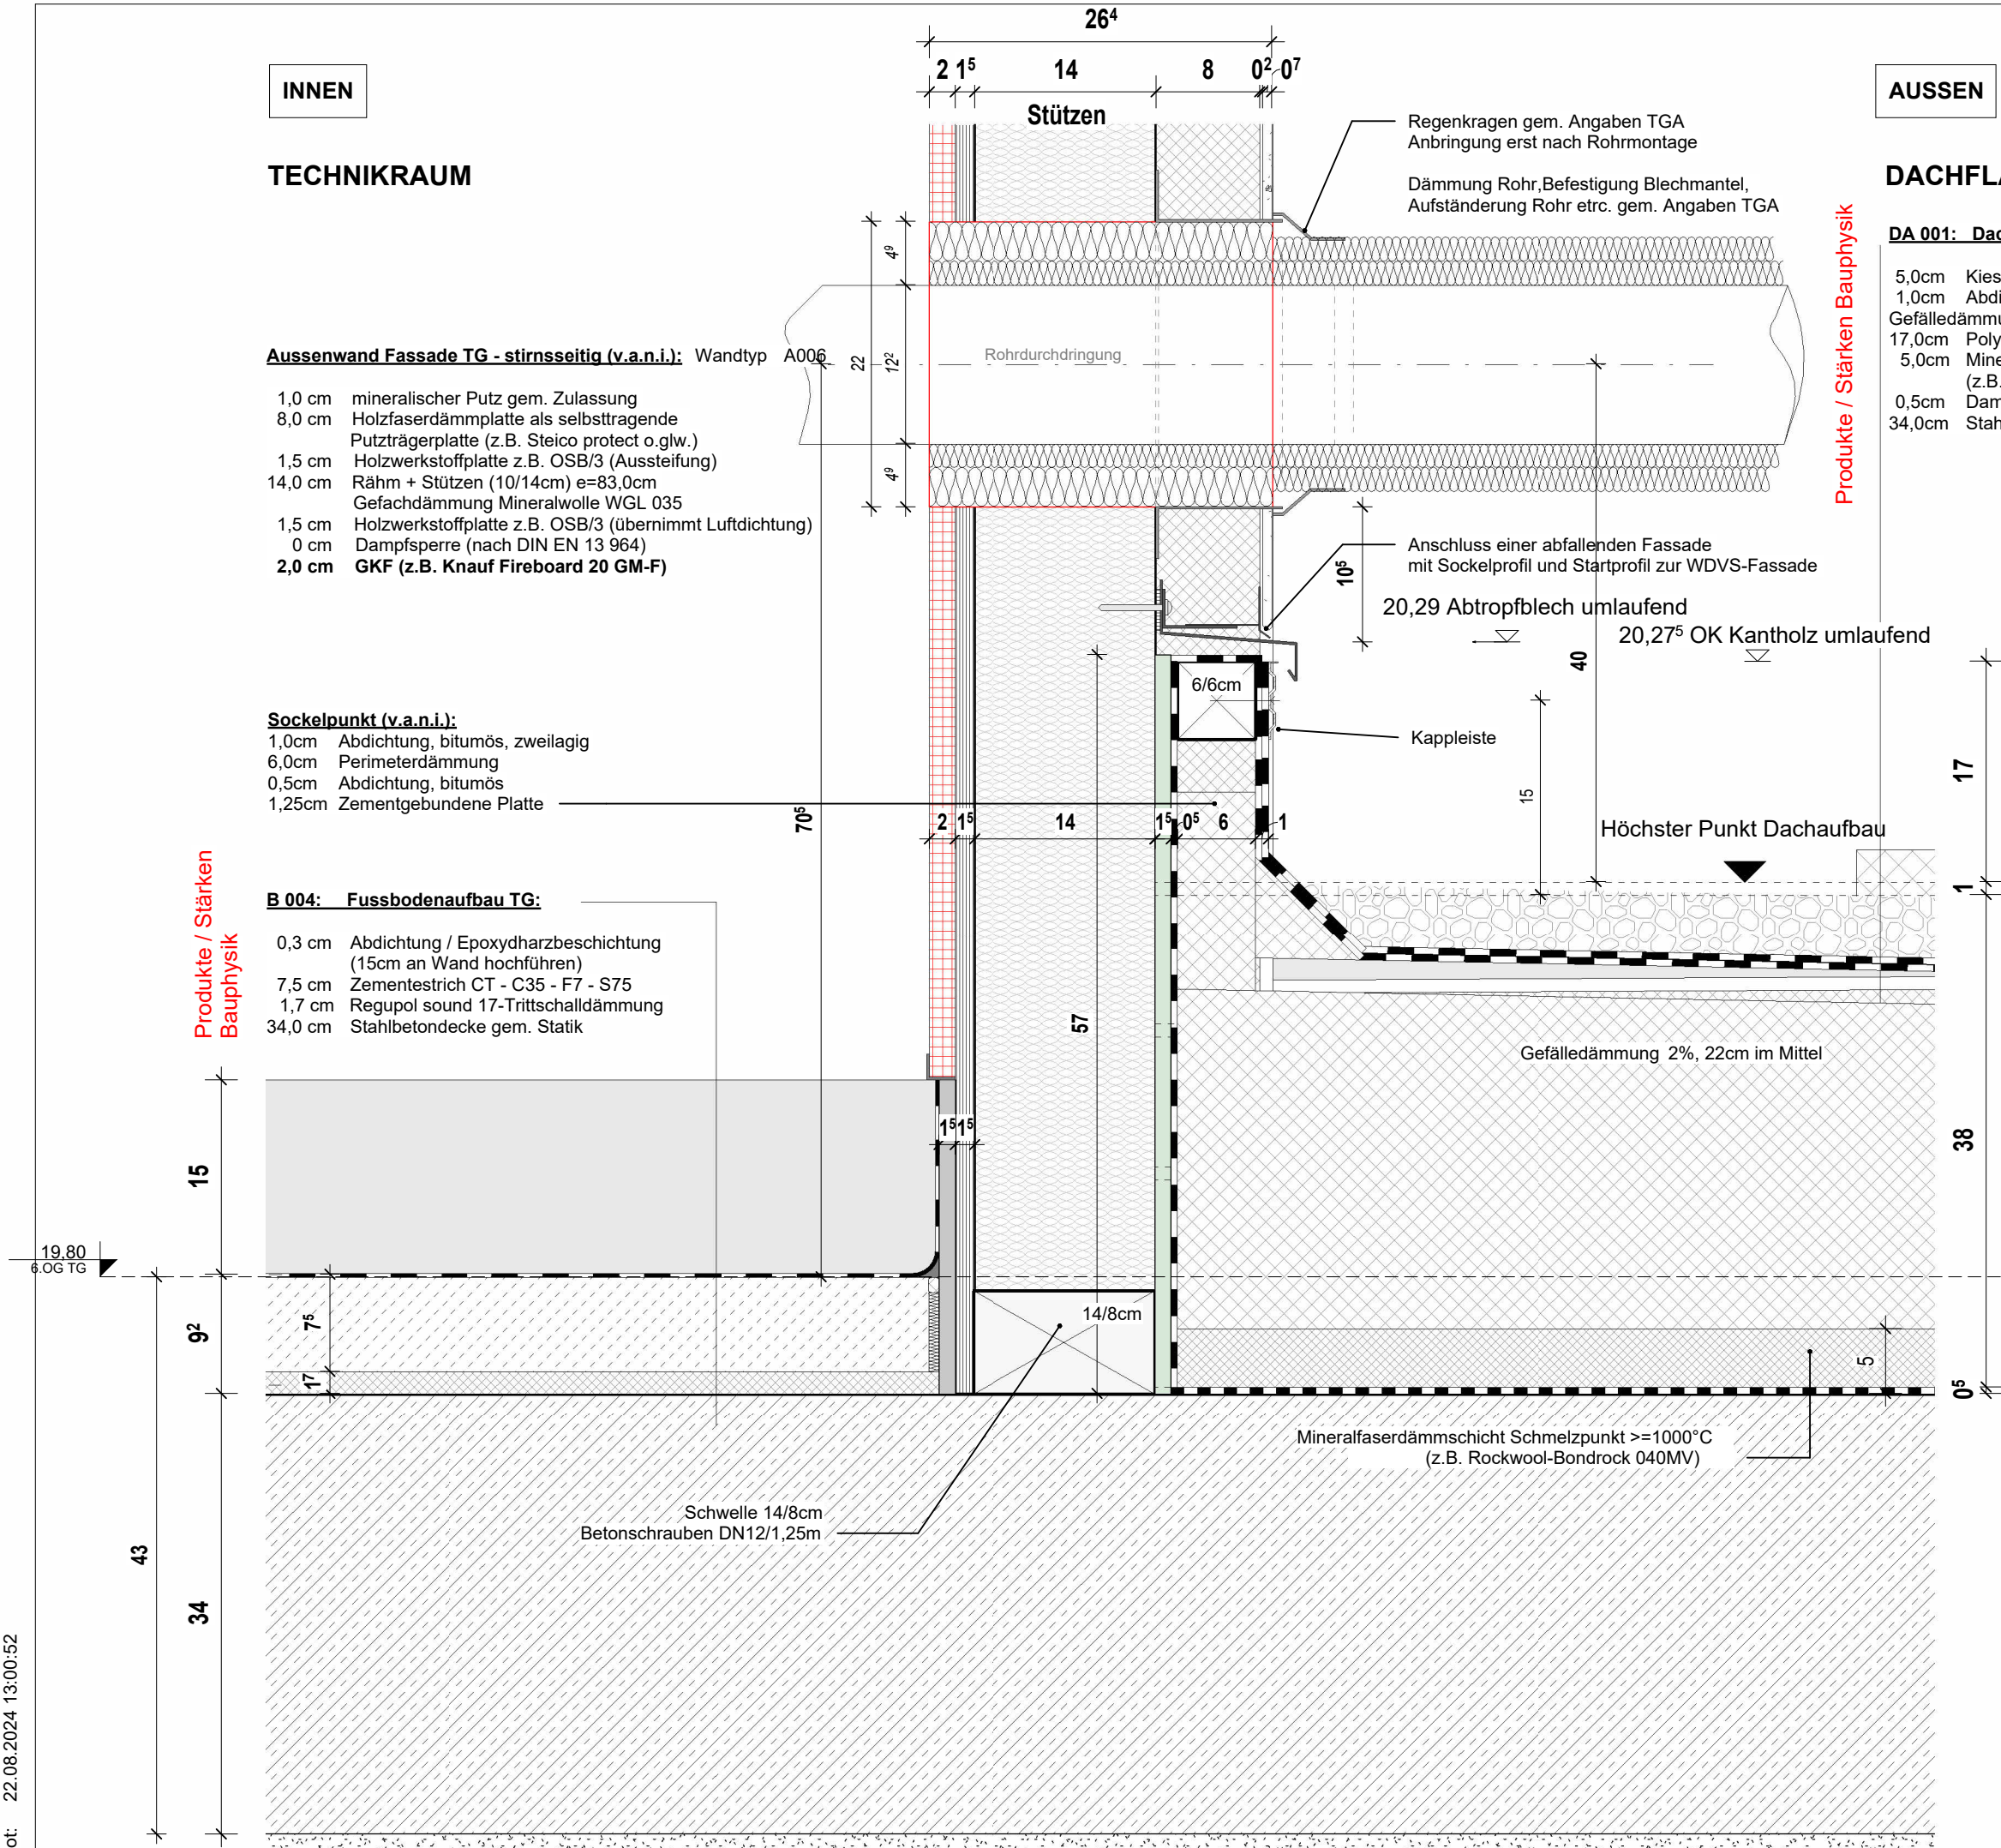 26⁴
2 1⁵ 14 8 0² 0⁷
Stützen
INNEN
AUSSEN
TECHNIKRAUM
DACHFLÄ
Regenkragen gem. Angaben TGA
Anbringung erst nach Rohrmontage
Dämmung Rohr,Befestigung Blechmantel,
Aufständerung Rohr etrc. gem. Angaben TGA
Produkte / Stärken Bauphysik
DA 001: Dac
5,0cm Kies
1,0cm Abdi
Gefälledämmu
17,0cm Poly
5,0cm Mine
(z.B.
0,5cm Dam
34,0cm Stah
4⁹
22
12²
4⁹
Rohrdurchdringung
Aussenwand Fassade TG - stirnsseitig (v.a.n.i.): Wandtyp A006
1,0 cm mineralischer Putz gem. Zulassung
8,0 cm Holzfaserdämmplatte als selbsttragende
Putzträgerplatte (z.B. Steico protect o.glw.)
1,5 cm Holzwerkstoffplatte z.B. OSB/3 (Aussteifung)
14,0 cm Rähm + Stützen (10/14cm) e=83,0cm
Gefachdämmung Mineralwolle WGL 035
1,5 cm Holzwerkstoffplatte z.B. OSB/3 (übernimmt Luftdichtung)
0 cm Dampfsperre (nach DIN EN 13 964)
2,0 cm GKF (z.B. Knauf Fireboard 20 GM-F)
Anschluss einer abfallenden Fassade
mit Sockelprofil und Startprofil zur WDVS-Fassade
10⁵
20,29 Abtropfblech umlaufend
20,27⁵ OK Kantholz umlaufend
40
6/6cm
Kappleiste
15
17
Sockelpunkt (v.a.n.i.):
1,0cm Abdichtung, bitumös, zweilagig
6,0cm Perimeterdämmung
0,5cm Abdichtung, bitumös
1,25cm Zementgebundene Platte
70⁵
2 1⁵ 14 1⁵ 0⁵ 6 1
Höchster Punkt Dachaufbau
1
Produkte / Stärken
Bauphysik
B 004: Fussbodenaufbau TG:
0,3 cm Abdichtung / Epoxydharzbeschichtung
(15cm an Wand hochführen)
7,5 cm Zementestrich CT - C35 - F7 - S75
1,7 cm Regupol sound 17-Trittschalldämmung
34,0 cm Stahlbetondecke gem. Statik
57
Gefälledämmung 2%, 22cm im Mittel
1⁵ 1⁵
15
38
19,80
6.OG TG
9²
7⁵
1⁷
14/8cm
5
0⁵
Mineralfaserdämmschicht Schmelzpunkt >=1000°C
(z.B. Rockwool-Bondrock 040MV)
Schwelle 14/8cm
Betonschrauben DN12/1,25m
43
34
ot: 22.08.2024 13:00:52